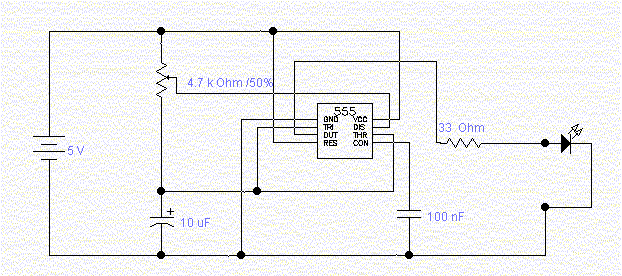 4.7 k Ohm /50%
555
GND VCC
TRI DIS
OUT THR
RES CON
33 Ohm
5 V
+
10 uF
100 nF